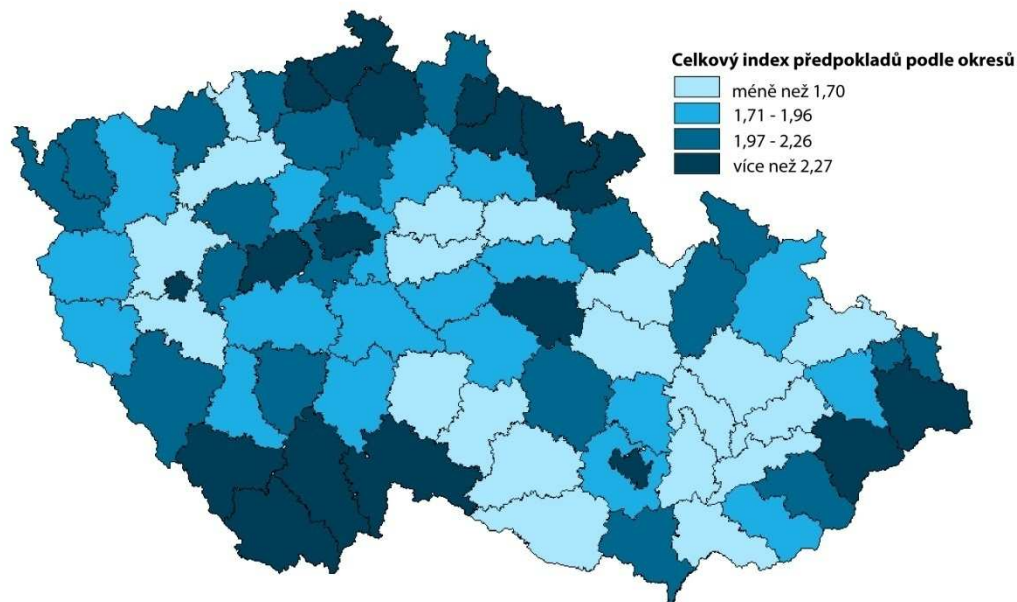 Celkový index předpokladů podle okresů
méně než 1,70
1,71 - 1,96
1,97 - 2,26
více než 2,27